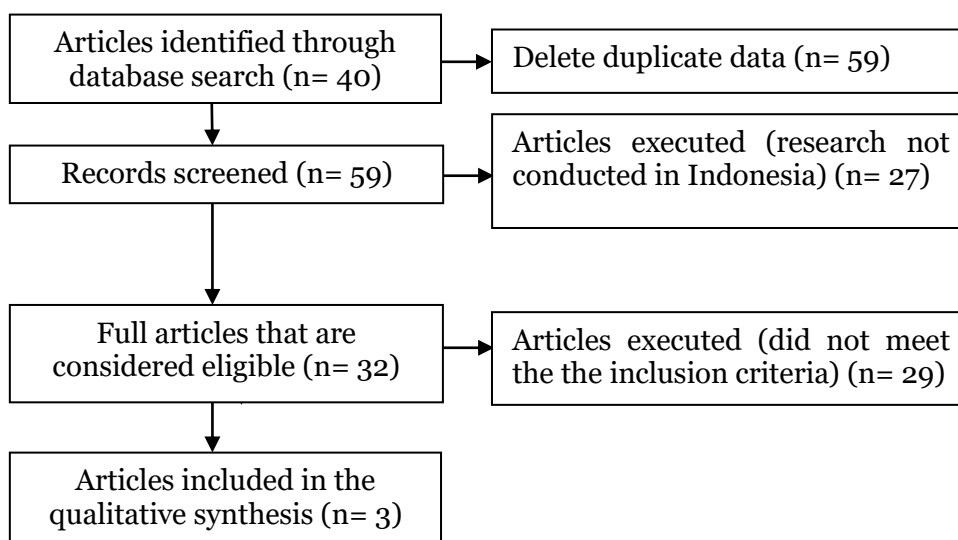 Articles identified through
database search (n= 40)
Delete duplicate data (n= 59)
Records screened (n= 59)
Articles executed (research not
conducted in Indonesia) (n= 27)
Full articles that are
considered eligible (n= 32)
Articles executed (did not meet
the the inclusion criteria) (n= 29)
Articles included in the
qualitative synthesis (n= 3)